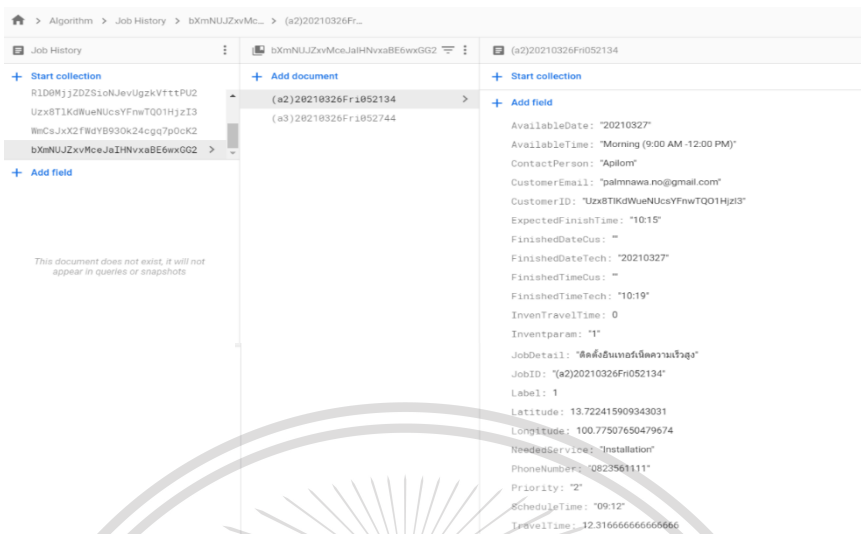 Algorithm > Job History > bXmNUJZxvMc... > (a2)20210326Fr...
Job History
bXmNUJZxvMceJaIHNvxaBE6wxGG2
(a2)20210326Fri052134
+ Start collection
+ Add document
+ Start collection
RlD0MjjZDZSioNJevUgzkVfttPU2
Uzx8TlKdWueNUcsYFnwTQO1HjzI3
WmCsJxX2fWdYB93Ok24cgq7pOcK2
bXmNUJZxvMceJaIHNvxaBE6wxGG2 >
+ Add field
This document does not exist, it will not
appear in queries or snapshots
(a2)20210326Fri052134 >
(a3)20210326Fri052744
+ Add field
AvailableDate: "20210327"
AvailableTime: "Morning (9:00 AM -12:00 PM)"
ContactPerson: "Apilom"
CustomerEmail: "palmnawa.no@gmail.com"
CustomerID: "Uzx8TlKdWueNUcsYFnwTQO1HjzI3"
ExpectedFinishTime: "10:15"
FinishedDateCus: ""
FinishedDateTech: "20210327"
FinishedTimeCus: ""
FinishedTimeTech: "10:19"
InvenTravelTime: 0
Inventparam: "1"
JobDetail: "ติดตั้งอินเทอร์เน็ตความเร็วสูง"
JobID: "(a2)20210326Fri052134"
Label: 1
Latitude: 13.722415909343031
Longitude: 100.77507650479674
NeededService: "Installation"
PhoneNumber: "0823561111"
Priority: "2"
ScheduleTime: "09:12"
TravelTime: 12.316666666666666